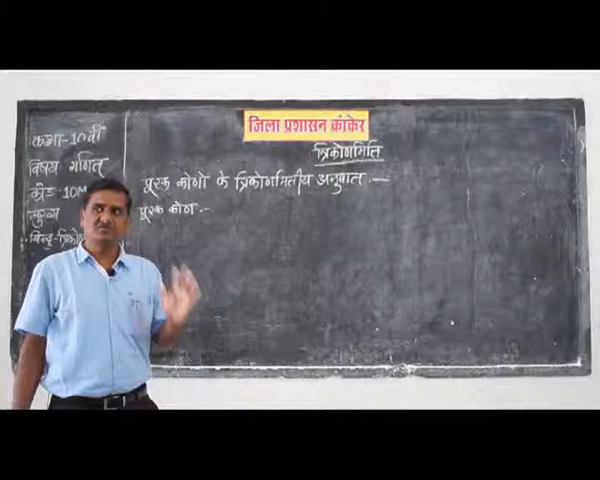 जिला प्रशासन कांकेर
त्रिकोणमिति
कक्षा-10वीं
विषय गणित
कोड-10M
मुख्य
बिन्दु-त्रिको
पूरक कोणों के त्रिकोणमितीय अनुपात :-
पूरक कोण :-